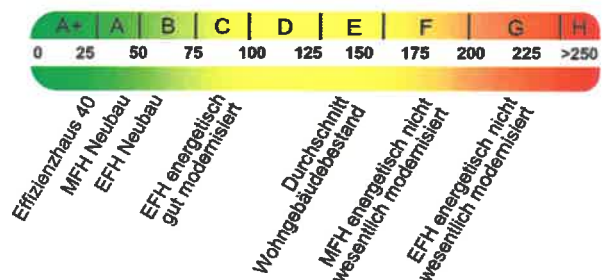 A+ A B C D E F G H
0 25 50 75 100 125 150 175 200 225 >250
Effizienzhaus 40
MFH Neubau
EFH Neubau
EFH energetisch
gut modernisiert
Durchschnitt
Wohngebäudebestand
MFH energetisch nicht
wesentlich modernisiert
EFH energetisch nicht
wesentlich modernisiert